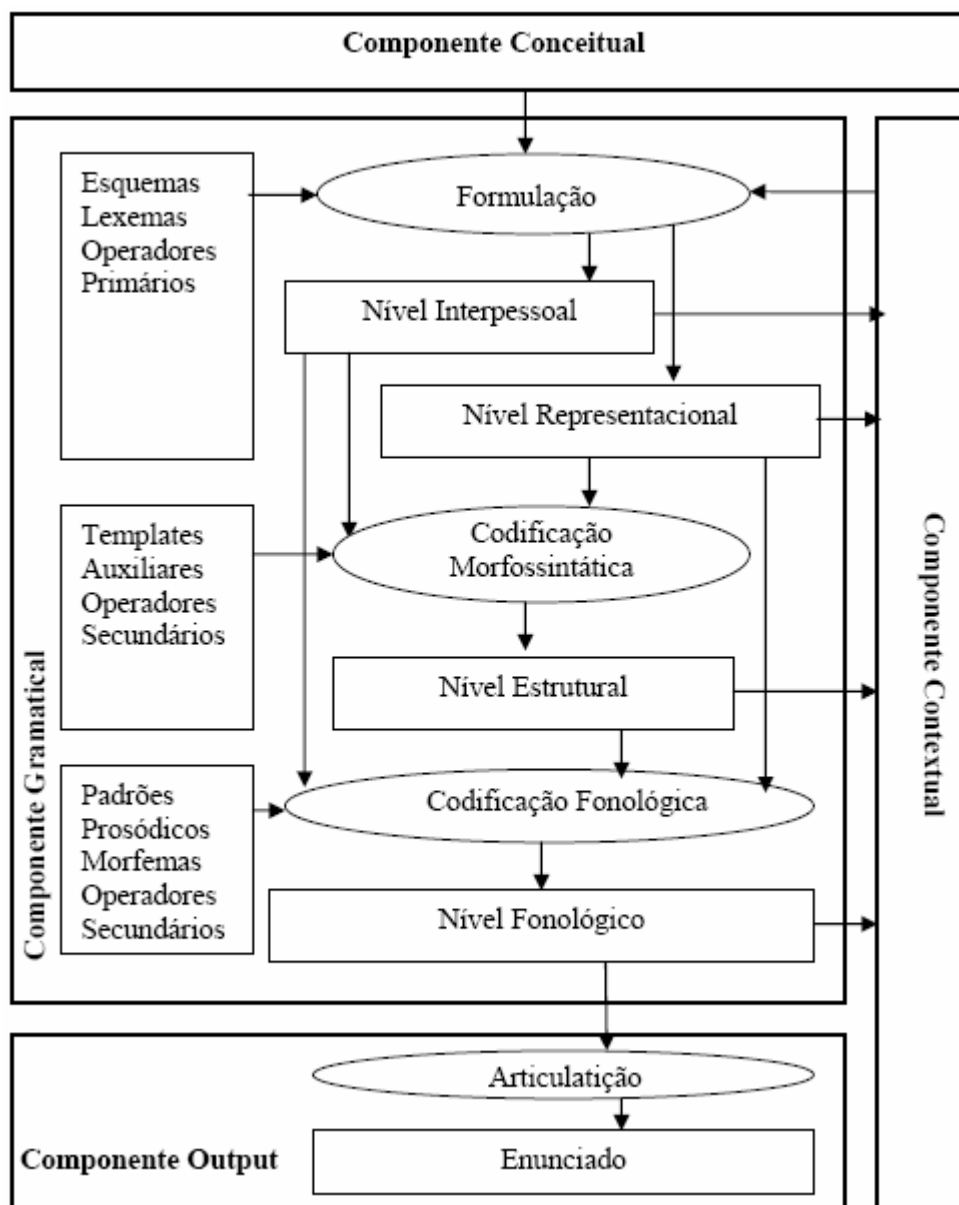 Componente Conceitual
Esquemas
Lexemas
Operadores
Primários
Formulação
Nível Interpessoal
Nível Representacional
Templates
Auxiliares
Operadores
Secundários
Codificação
Morfossintática
Nível Estrutural
Padrões
Prosódicos
Morfemas
Operadores
Secundários
Codificação Fonológica
Nível Fonológico
Componente Gramatical
Componente Contextual
Articulatição
Componente Output
Enunciado